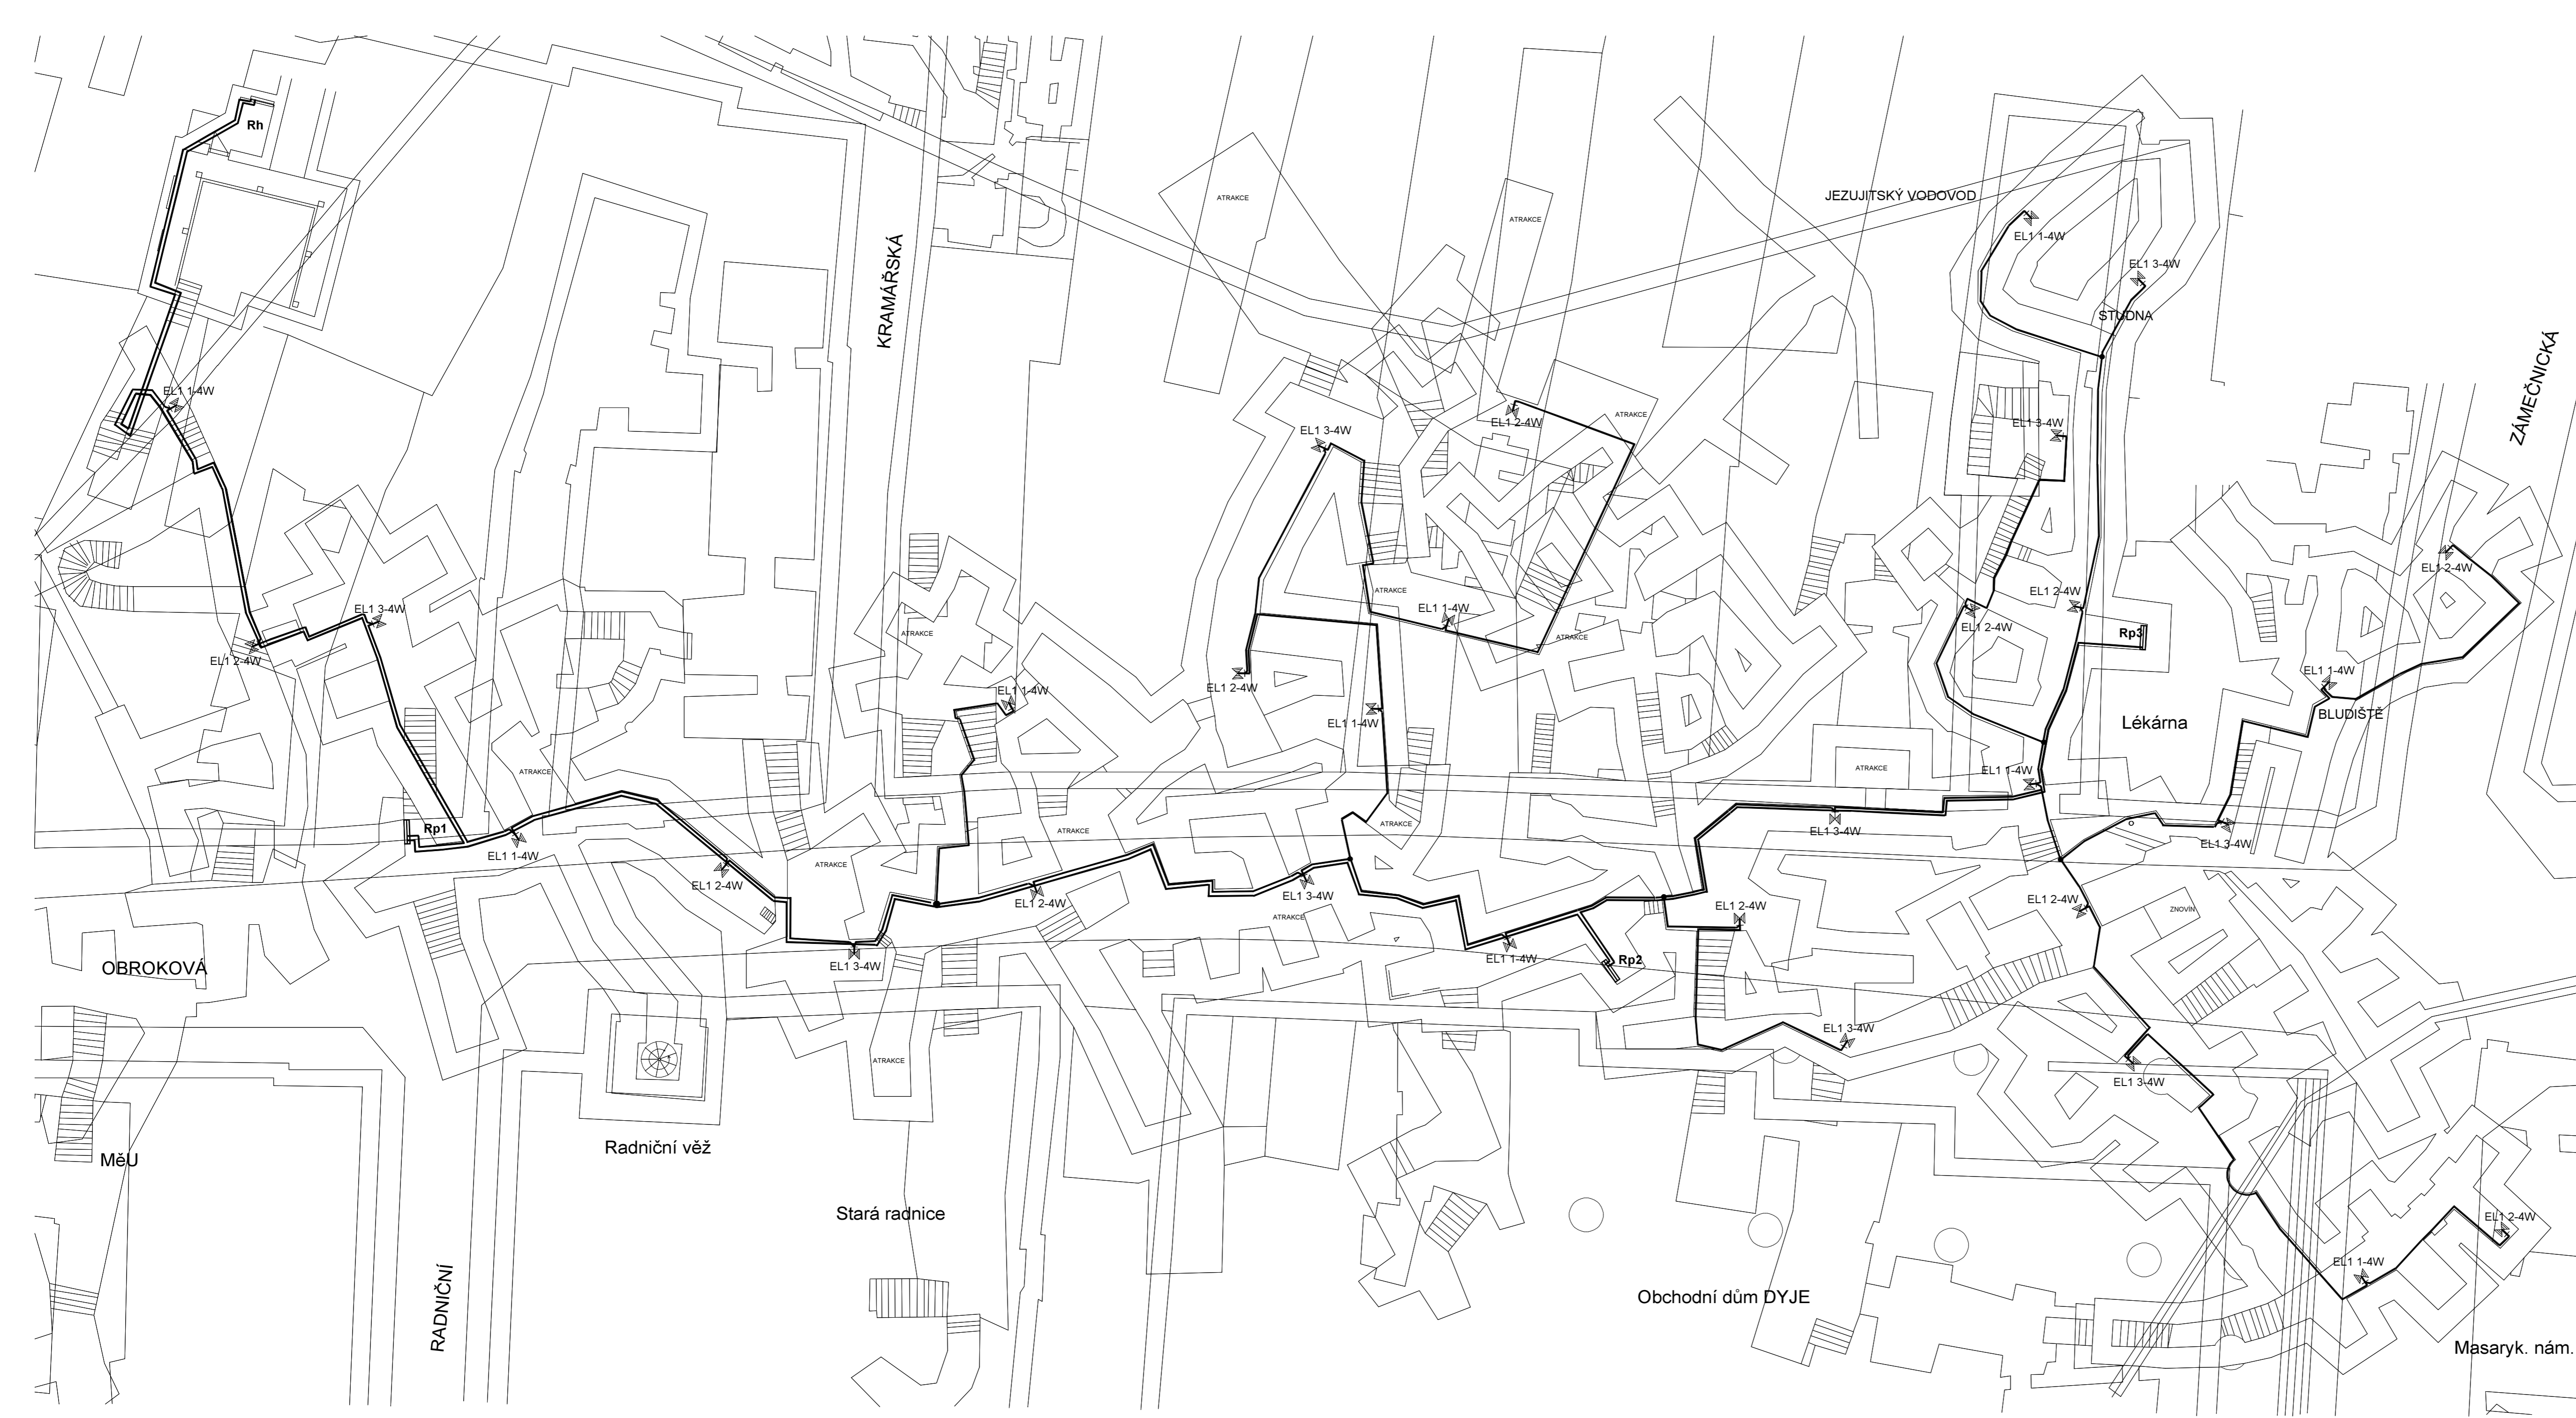 Rh
JEZUJITSKÝ VODOVOD
ATRAKCE
ATRAKCE
EL1 1-4W
EL1 3-4W
STUDNA
KRAMÁŘSKÁ
ZÁMEČNICKÁ
EL1 1-4W
EL1 3-4W
EL1 2-4W
ATRAKCE
EL1 3-4W
EL1 2-4W
ATRAKCE
EL1 2-4W
EL1 3-4W
EL1 1-4W
EL1 2-4W
EL1 2-4W
ATRAKCE
ATRAKCE
Rp3
EL1 2-4W
EL1 1-4W
EL1 2-4W
EL1 1-4W
EL1 1-4W
BLUDIŠTĚ
Lékárna
ATRAKCE
ATRAKCE
EL1 1-4W
Rp1
EL1 1-4W
ATRAKCE
ATRAKCE
EL1 3-4W
EL1 3-4W
EL1 2-4W
ATRAKCE
EL1 2-4W
EL1 3-4W
EL1 2-4W
EL1 2-4W
ZNOVÍN
ATRAKCE
EL1 3-4W
EL1 1-4W
Rp2
OBROKOVÁ
EL1 3-4W
ATRAKCE
EL1 3-4W
MěU
Radniční věž
Stará radnice
EL1 2-4W
EL1 1-4W
RADNIČNÍ
Obchodní dům DYJE
Masaryk. nám.